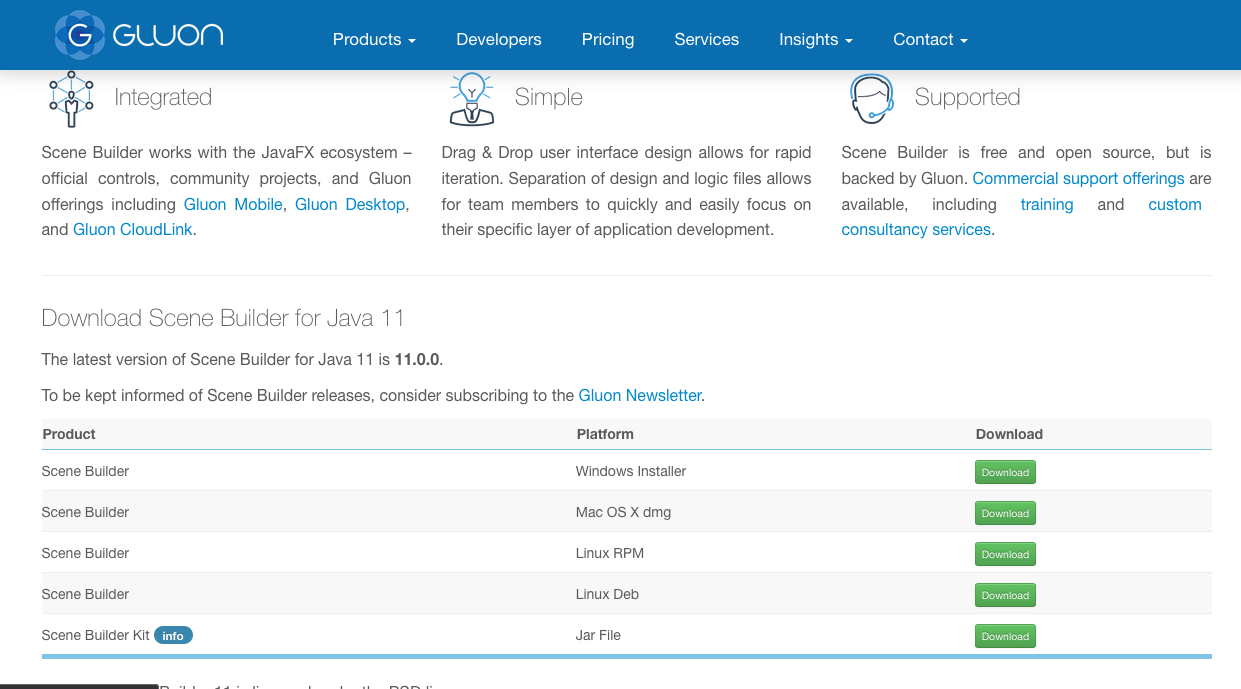 GLUON
Products Developers Pricing Services Insights Contact
Integrated
Scene Builder works with the JavaFX ecosystem –
official controls, community projects, and Gluon
offerings including Gluon Mobile, Gluon Desktop,
and Gluon CloudLink.
Simple
Drag & Drop user interface design allows for rapid
iteration. Separation of design and logic files allows
for team members to quickly and easily focus on
their specific layer of application development.
Supported
Scene Builder is free and open source, but is
backed by Gluon. Commercial support offerings are
available, including training and custom
consultancy services.
Download Scene Builder for Java 11
The latest version of Scene Builder for Java 11 is 11.0.0.
To be kept informed of Scene Builder releases, consider subscribing to the Gluon Newsletter.
Product Platform Download
Scene Builder Windows Installer Download
Scene Builder Mac OS X dmg Download
Scene Builder Linux RPM Download
Scene Builder Linux Deb Download
Scene Builder Kit info Jar File Download